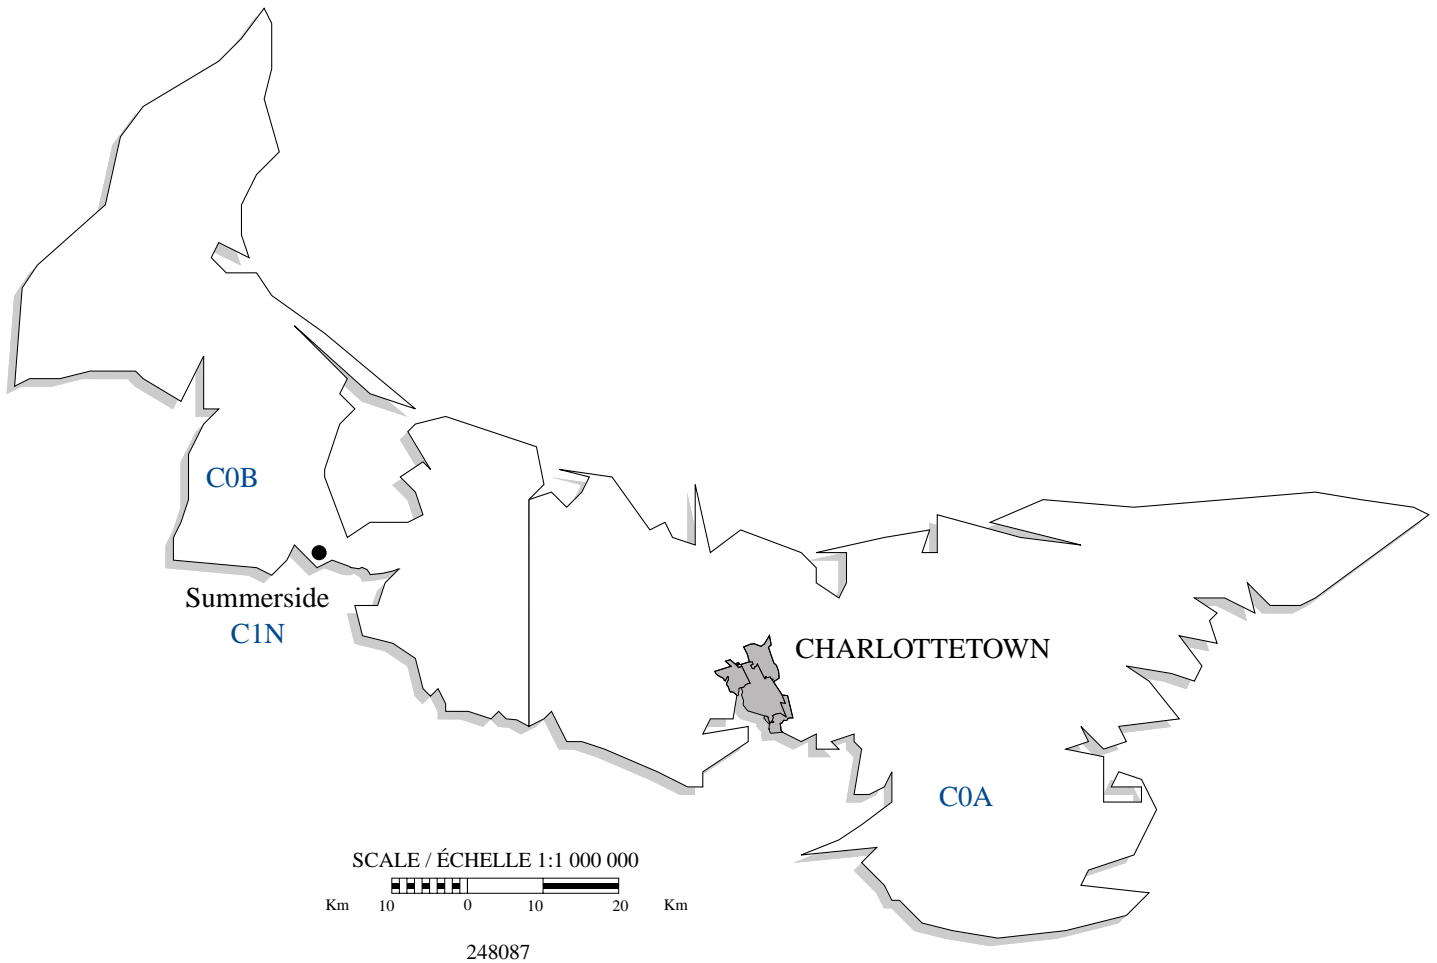 C0B
Summerside
C1N
CHARLOTTETOWN
C0A
SCALE / ÉCHELLE 1:1 000 000
Km 10 0 10 20 Km
248087